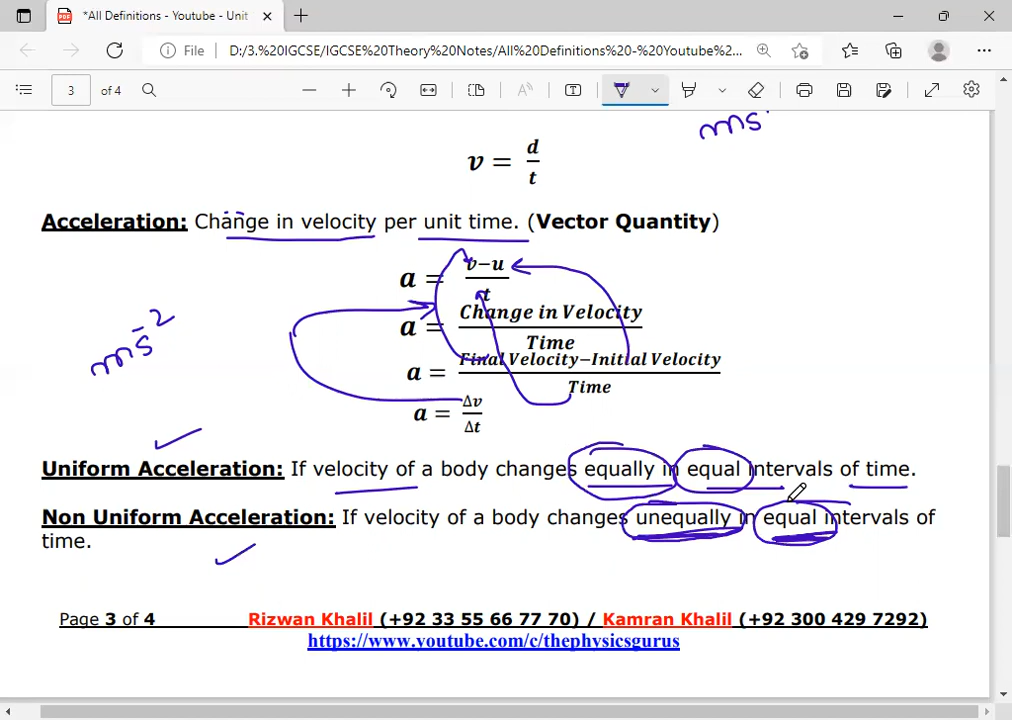 *All Definitions - Youtube - Unit
File D:/3.%20IGCSE/IGCSE%20Theory%20Notes/All%20Definitions%20-%20Youtube%2...
3 of 4
ms
v = d/t
Acceleration: Change in velocity per unit time. (Vector Quantity)
a = v−u/t
a = Change in Velocity/Time
a = Final Velocity−Initial Velocity/Time
a = Δv/Δt
ms⁻²
Uniform Acceleration: If velocity of a body changes equally in equal intervals of time.
Non Uniform Acceleration: If velocity of a body changes unequally in equal intervals of
time.
Page 3 of 4 Rizwan Khalil (+92 33 55 66 77 70) / Kamran Khalil (+92 300 429 7292)
https://www.youtube.com/c/thephysicsgurus